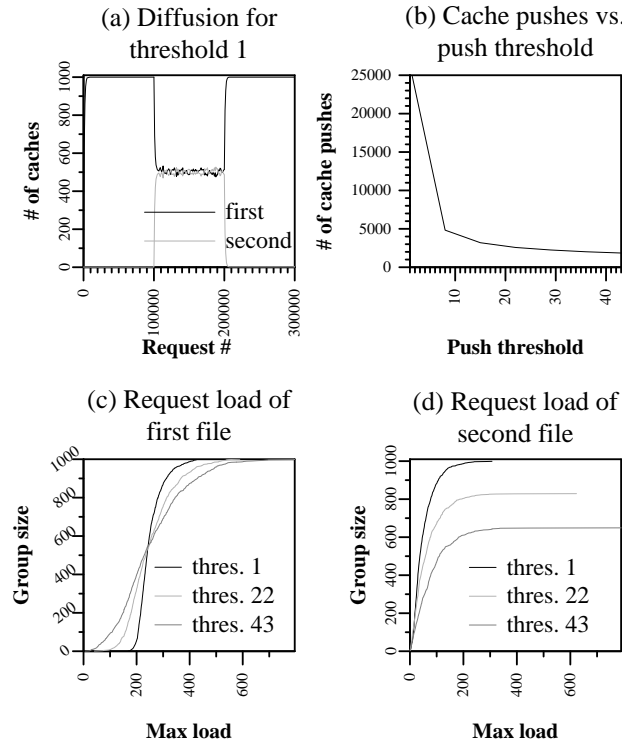 (a) Diffusion for
threshold 1
# of caches
0
200
400
600
800
1000
first
second
0
100000
200000
300000
Request #
(b) Cache pushes vs.
push threshold
# of cache pushes
0
5000
10000
15000
20000
25000
10
20
30
40
Push threshold
(c) Request load of
first file
Group size
0
200
400
600
800
1000
thres. 1
thres. 22
thres. 43
0
200
400
600
Max load
(d) Request load of
second file
Group size
0
200
400
600
800
1000
thres. 1
thres. 22
thres. 43
0
200
400
600
Max load